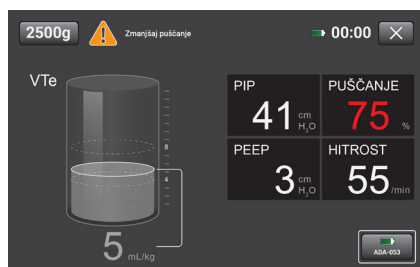 2500g
Zmanjšaj puščanje
00:00
VTe
8
4
5 mL/kg
PIP
41 cm H₂O
PUŠČANJE
75 %
PEEP
3 cm H₂O
HITROST
55 /min
ADA-053